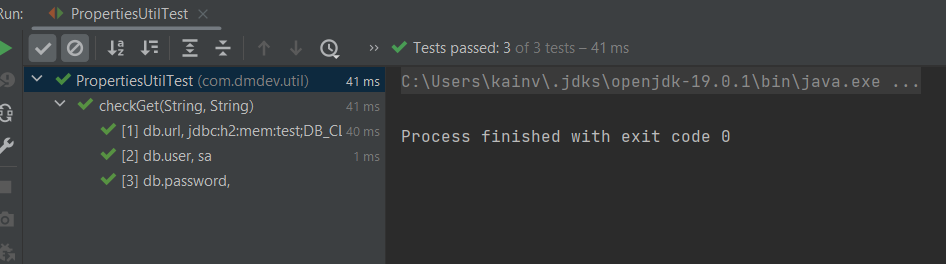 Run:
PropertiesUtilTest
Tests passed: 3 of 3 tests – 41 ms
PropertiesUtilTest (com.dmdev.util) 41 ms
C:\Users\kainv\.jdks\openjdk-19.0.1\bin\java.exe ...
checkGet(String, String) 41 ms
[1] db.url, jdbc:h2:mem:test;DB_CL 40 ms
Process finished with exit code 0
[2] db.user, sa 1 ms
[3] db.password,